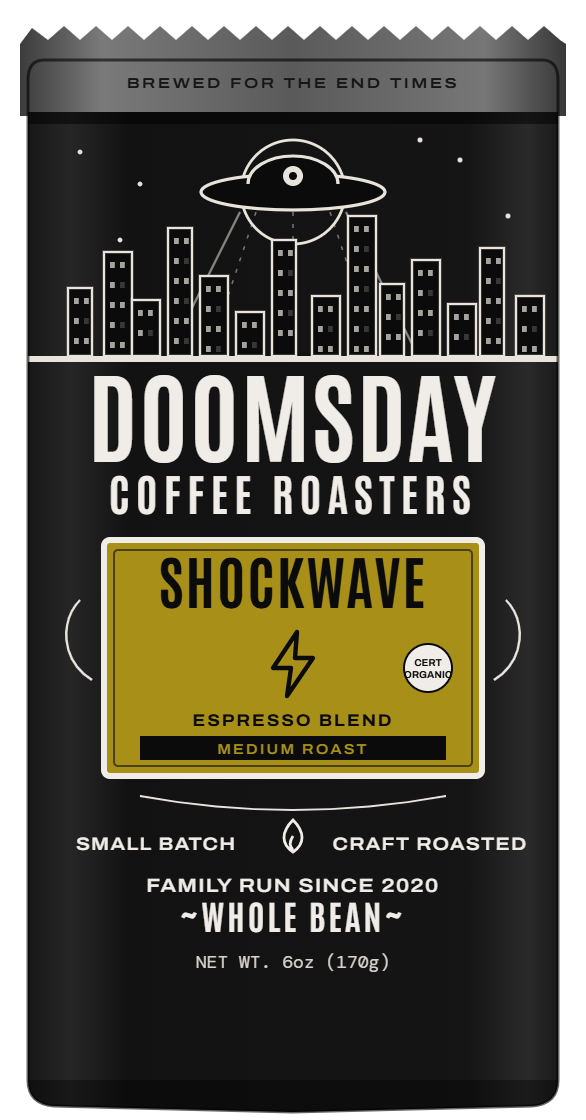 BREWED FOR THE END TIMES
DOOMSDAY
COFFEE ROASTERS
SHOCKWAVE
CERT
ORGANIC
ESPRESSO BLEND
MEDIUM ROAST
SMALL BATCH
CRAFT ROASTED
FAMILY RUN SINCE 2020
~WHOLE BEAN~
NET WT. 6oz (170g)